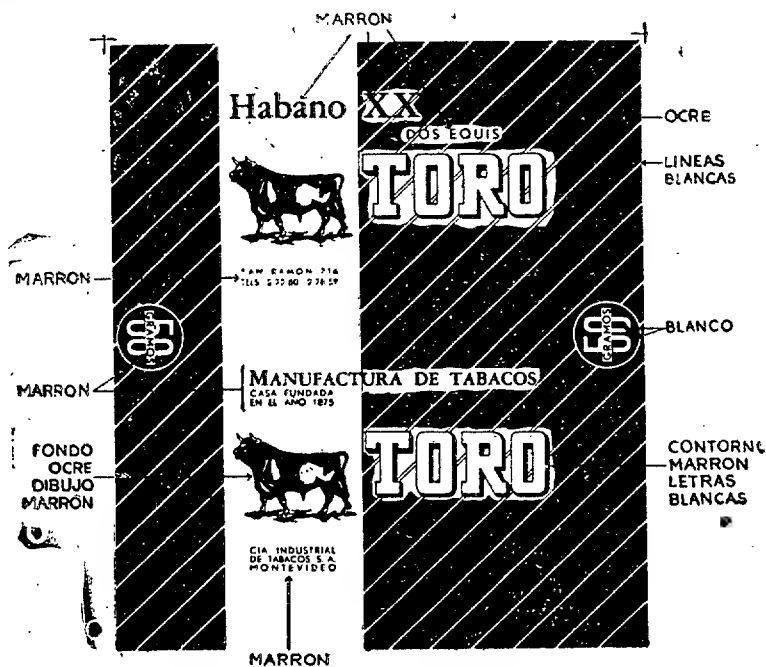 MARRON
Habano XX
DOS EQUIS
TORO
OCRE
LINEAS
BLANCAS
MARRON
SAN RAMON 716
50
GRAMOS
50
GRAMOS
BLANCO
MARRON
MANUFACTURA DE TABACOS
CASA FUNDADA
EN EL AÑO 1875
TORO
FONDO
OCRE
DIBUJO
MARRÓN
CONTORNO
MARRON
LETRAS
BLANCAS
CIA INDUSTRIAL
DE TABACOS S.A.
MONTEVIDEO
MARRON